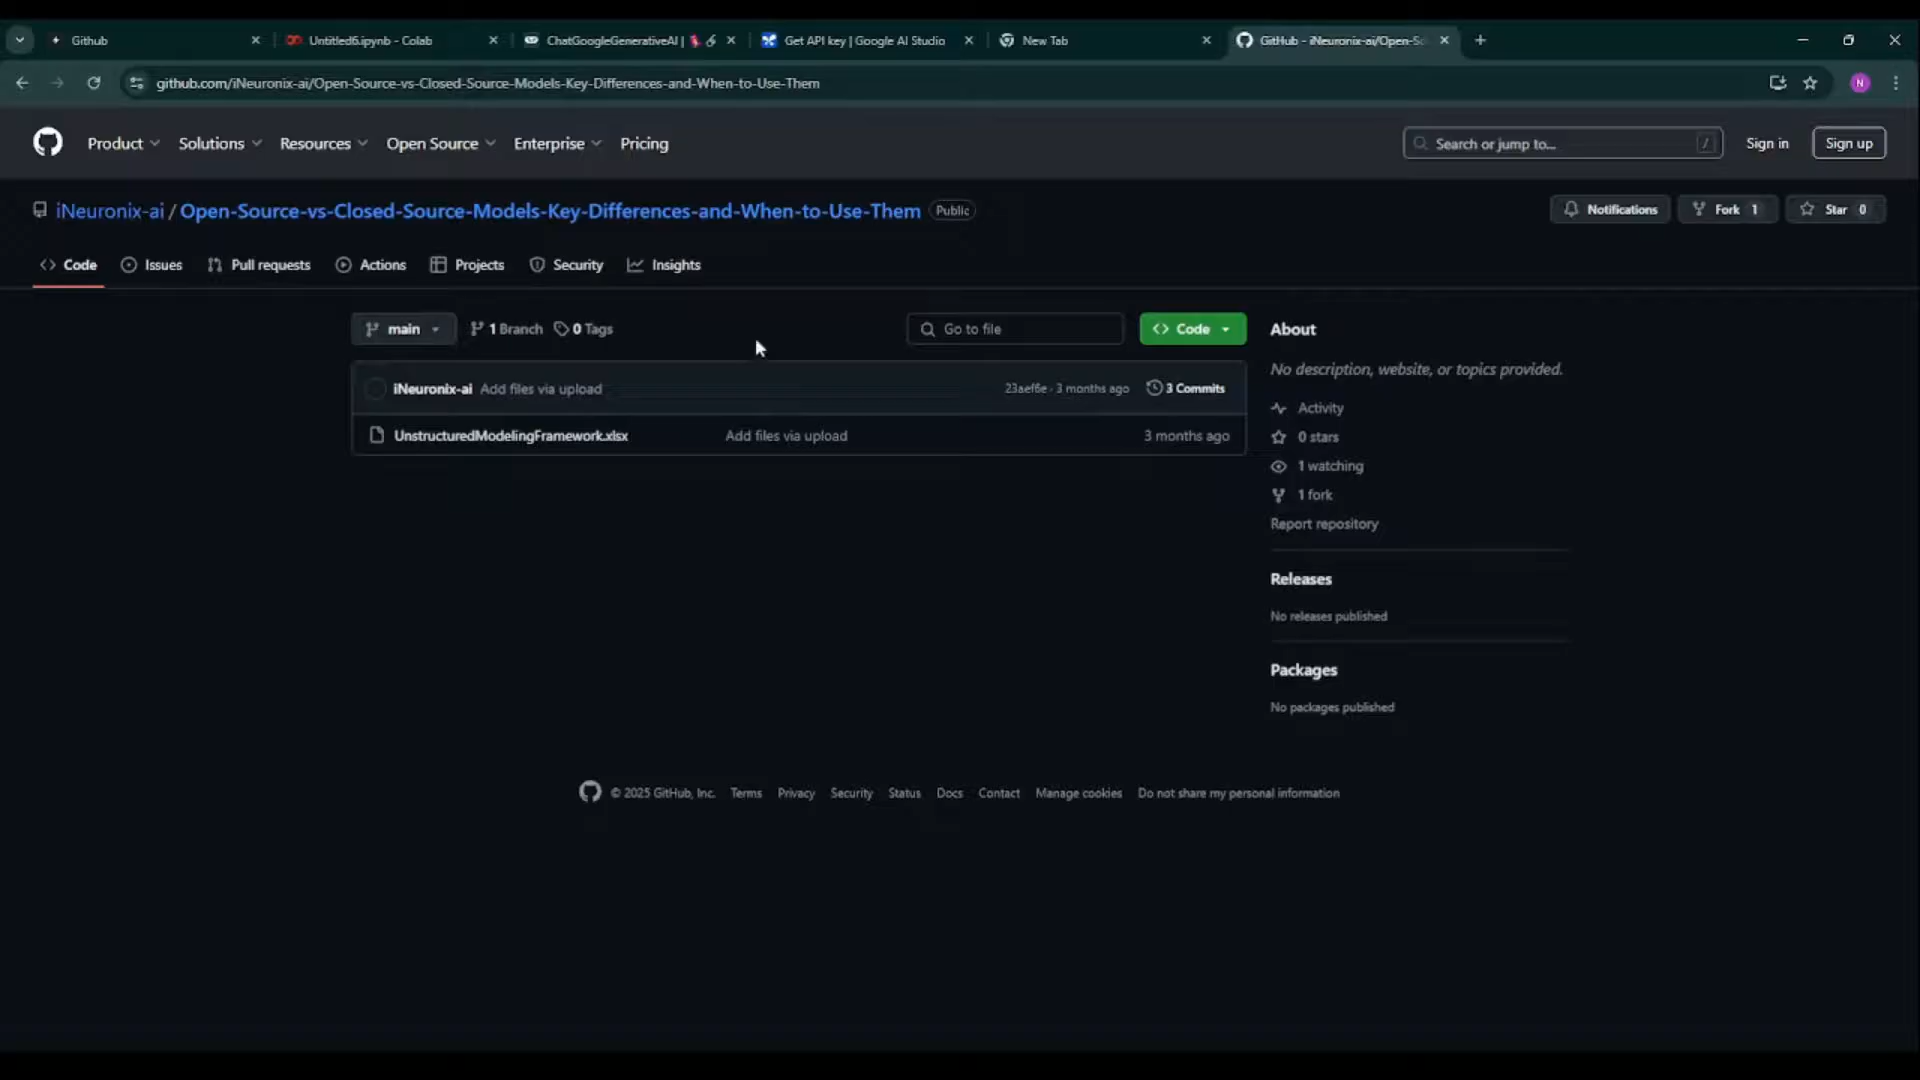 Github
Untitled6.ipynb - Colab
ChatGoogleGenerativeAI |
Get API key | Google AI Studio
New Tab
GitHub - iNeuronix-ai/Open-So
github.com/iNeuronix-ai/Open-Source-vs-Closed-Source-Models-Key-Differences-and-When-to-Use-Them
N
Product Solutions Resources Open Source Enterprise Pricing
Search or jump to... /
Sign in
Sign up
iNeuronix-ai / Open-Source-vs-Closed-Source-Models-Key-Differences-and-When-to-Use-Them Public
Notifications
Fork 1
Star 0
Code Issues Pull requests Actions Projects Security Insights
main 1 Branch 0 Tags
Go to file
Code
iNeuronix-ai Add files via upload 23aef6e · 3 months ago 3 Commits
UnstructuredModelingFramework.xlsx Add files via upload 3 months ago
About
No description, website, or topics provided.
Activity
0 stars
1 watching
1 fork
Report repository
Releases
No releases published
Packages
No packages published
© 2025 GitHub, Inc. Terms Privacy Security Status Docs Contact Manage cookies Do not share my personal information